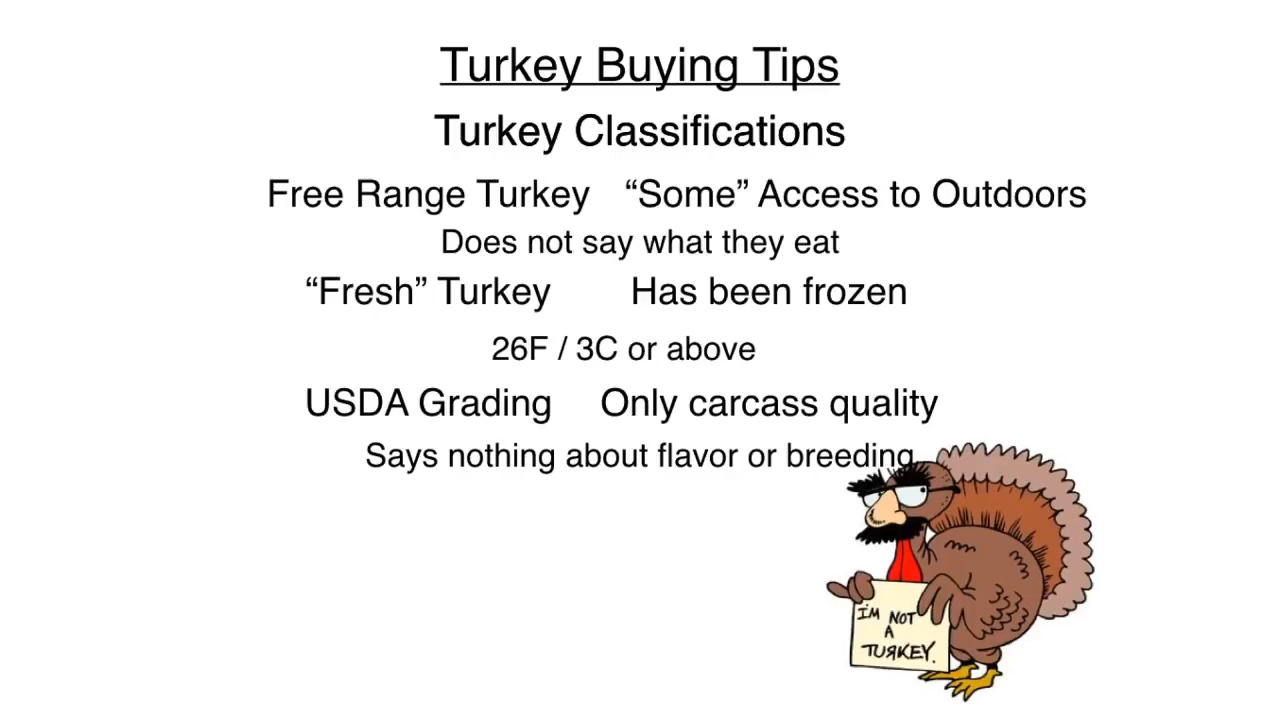 Turkey Buying Tips
Turkey Classifications
Free Range Turkey “Some” Access to Outdoors
Does not say what they eat
“Fresh” Turkey Has been frozen
26F / 3C or above
USDA Grading Only carcass quality
Says nothing about flavor or breeding
I'M NOT
A
TURKEY.